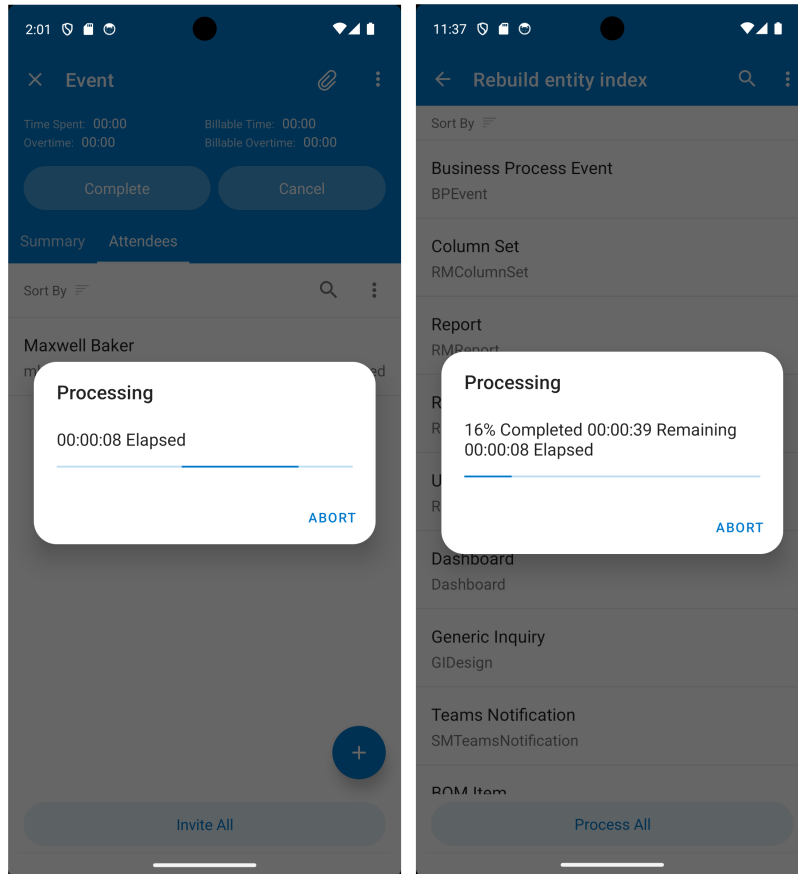 2:01
Event
Time Spent: 00:00 Billable Time: 00:00
Overtime: 00:00 Billable Overtime: 00:00
Complete Cancel
Summary Attendees
Sort By
Maxwell Baker
Processing
00:00:08 Elapsed
ABORT
Invite All
11:37
Rebuild entity index
Sort By
Business Process Event
BPEvent
Column Set
RMColumnSet
Report
RMReport
Processing
16% Completed 00:00:39 Remaining
00:00:08 Elapsed
ABORT
Dashboard
Dashboard
Generic Inquiry
GIDesign
Teams Notification
SMTeamsNotification
BOM Item
Process All